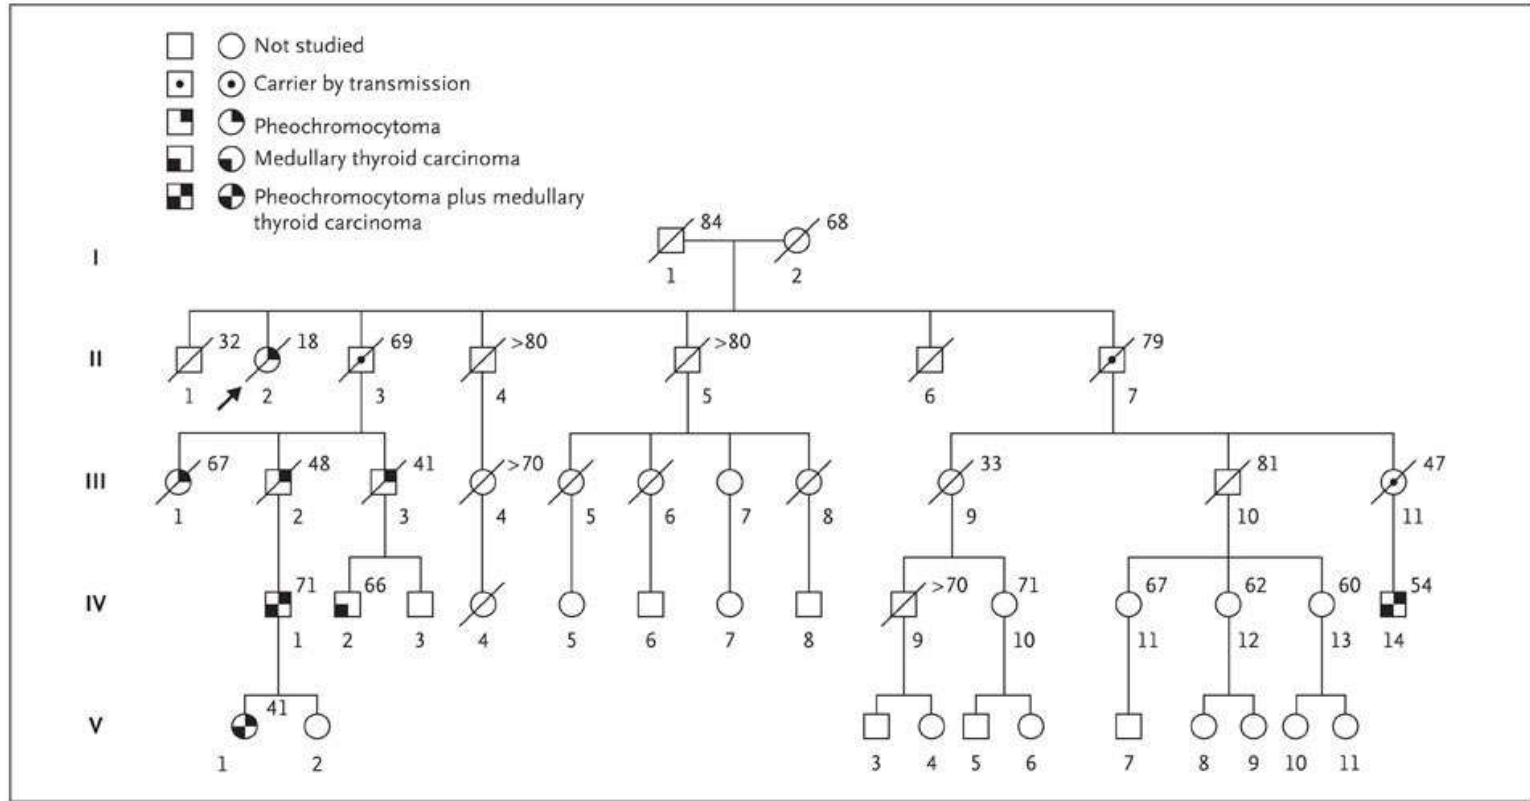 Not studied
Carrier by transmission
Pheochromocytoma
Medullary thyroid carcinoma
Pheochromocytoma plus medullary
thyroid carcinoma
84 68
I
1 2
32 18 69 >80 >80 79
II
1 2 3 4 5 6 7
67 48 41 >70 33 81 47
III
1 2 3 4 5 6 7 8 9 10 11
71 66 >70 71 67 62 60 54
IV
1 2 3 4 5 6 7 8 9 10 11 12 13 14
41
V
1 2 3 4 5 6 7 8 9 10 11